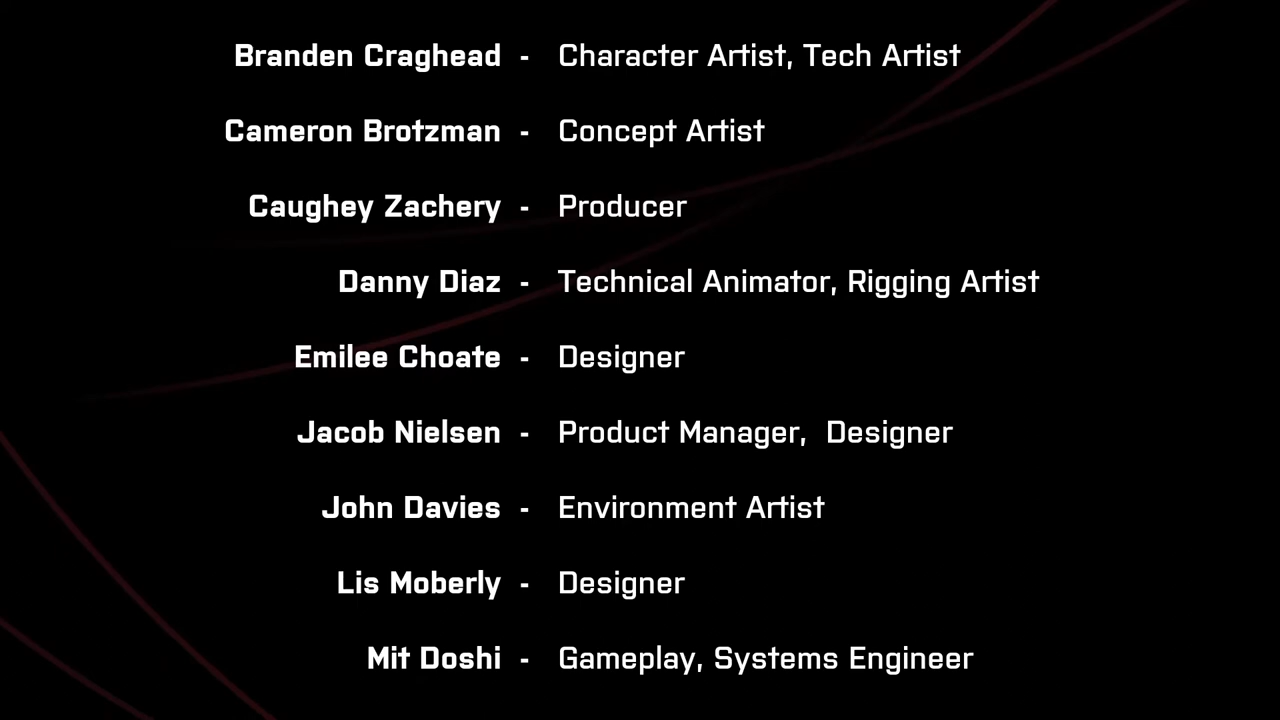 Branden Craghead - Character Artist, Tech Artist
Cameron Brotzman - Concept Artist
Caughey Zachery - Producer
Danny Diaz - Technical Animator, Rigging Artist
Emilee Choate - Designer
Jacob Nielsen - Product Manager,  Designer
John Davies - Environment Artist
Lis Moberly - Designer
Mit Doshi - Gameplay, Systems Engineer